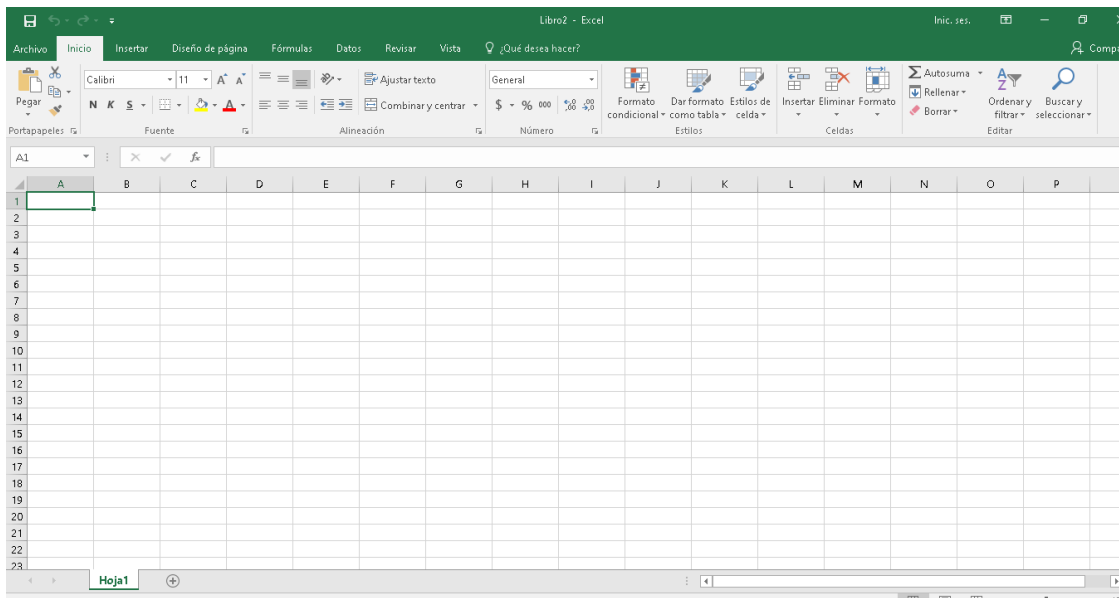 Libro2 - Excel
Inic. ses.
Archivo Inicio Insertar Diseño de página Fórmulas Datos Revisar Vista ¿Qué desea hacer?
Pegar
Portapapeles
Calibri 11 A A
N K S A
Fuente
Ajustar texto
Combinar y centrar
Alineación
General
$ % 000 ,00 ,00
Número
Formato condicional
Dar formato como tabla
Estilos de celda
Estilos
Insertar Eliminar Formato
Celdas
Autosuma
Rellenar
Borrar
Ordenar y filtrar
Buscar y seleccionar
Editar
A1 fx
A B C D E F G H I J K L M N O P
1
2
3
4
5
6
7
8
9
10
11
12
13
14
15
16
17
18
19
20
21
22
23
Hoja1